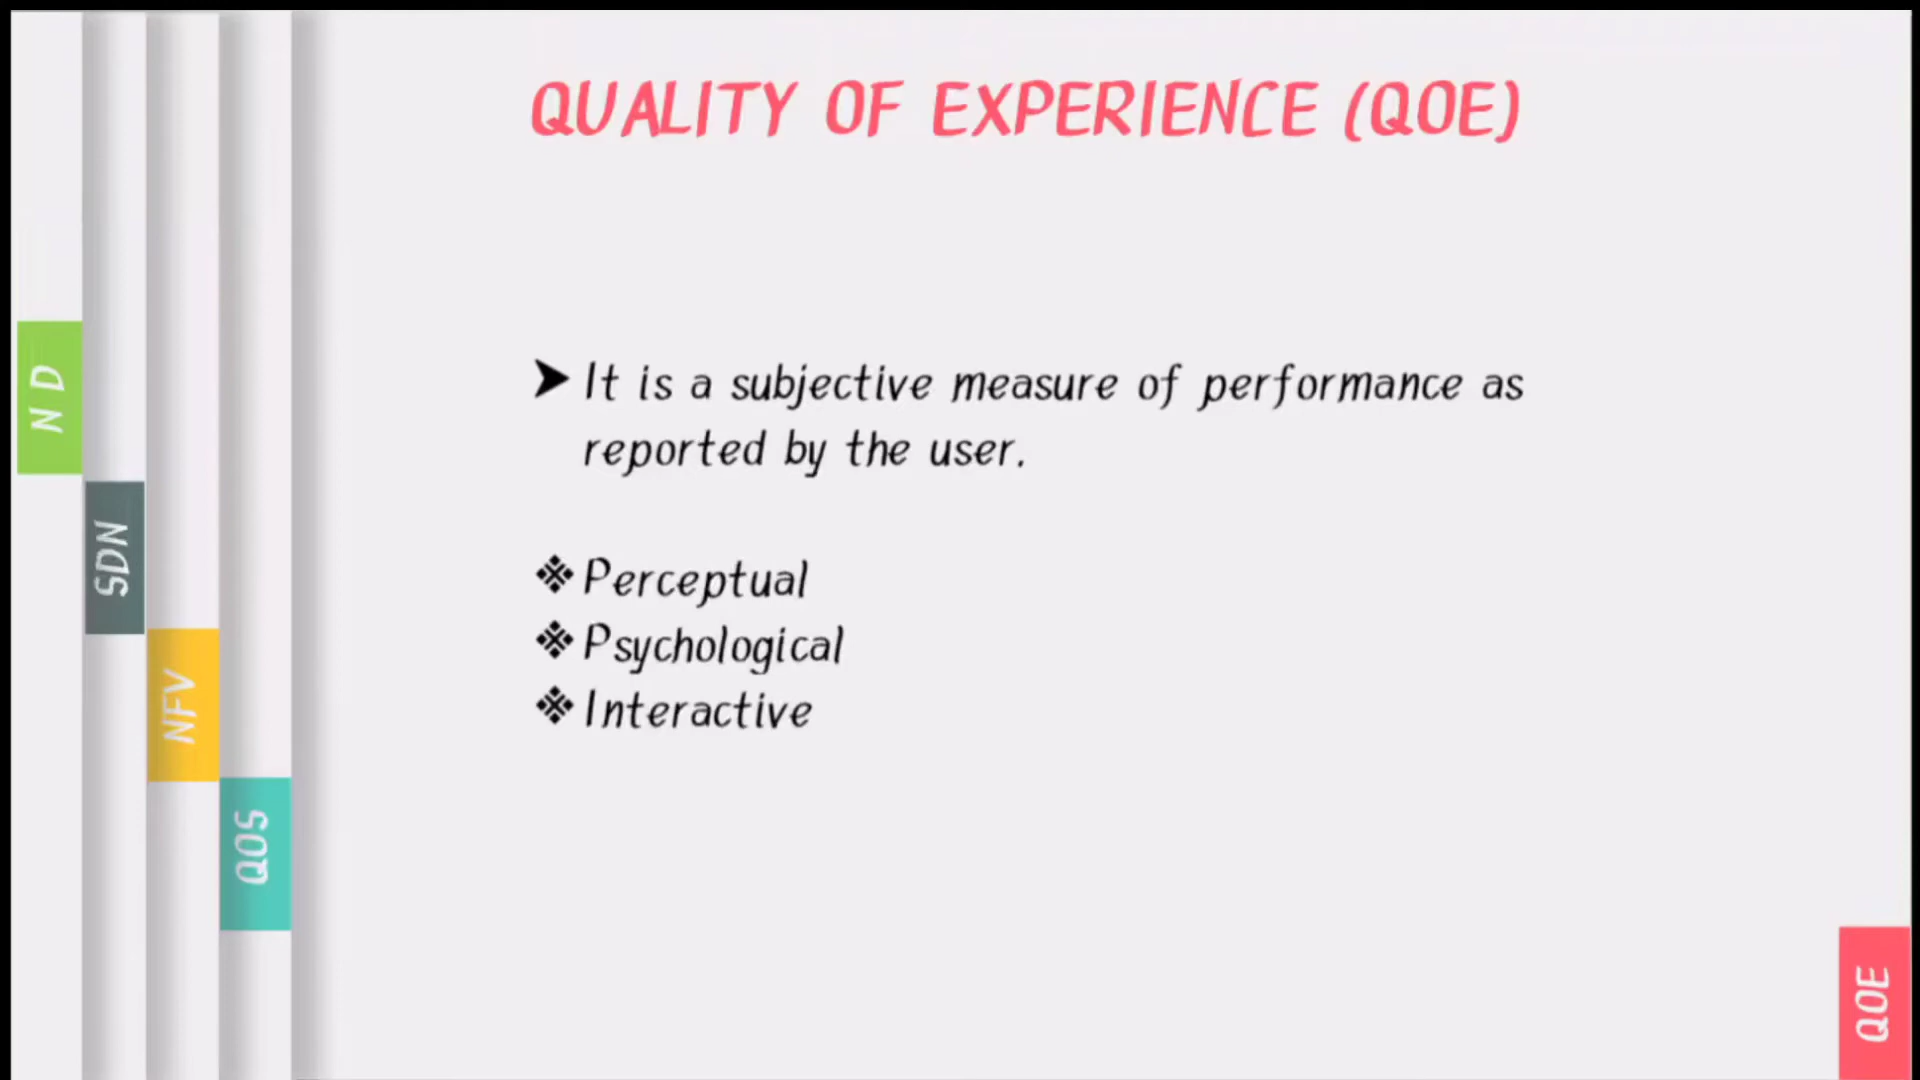 QUALITY OF EXPERIENCE (QOE)
➤ It is a subjective measure of performance as
reported by the user.
❖ Perceptual
❖ Psychological
❖ Interactive
N D
SDN
NFV
QOS
QOE